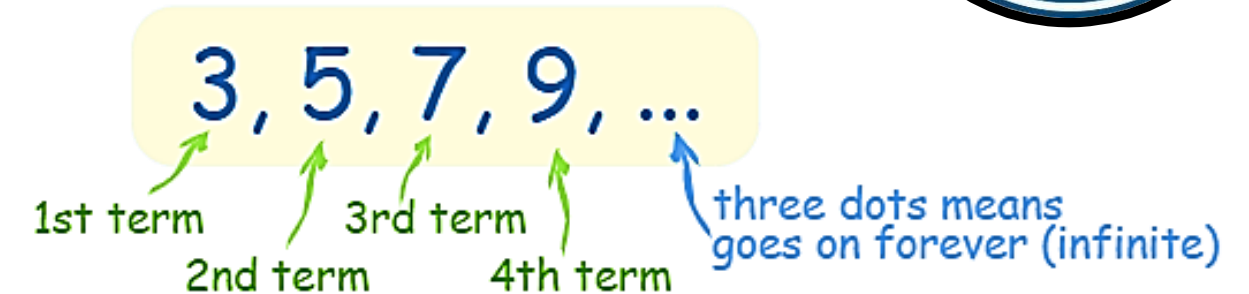 3, 5, 7, 9, ...
1st term
3rd term
2nd term
4th term
three dots means
goes on forever (infinite)